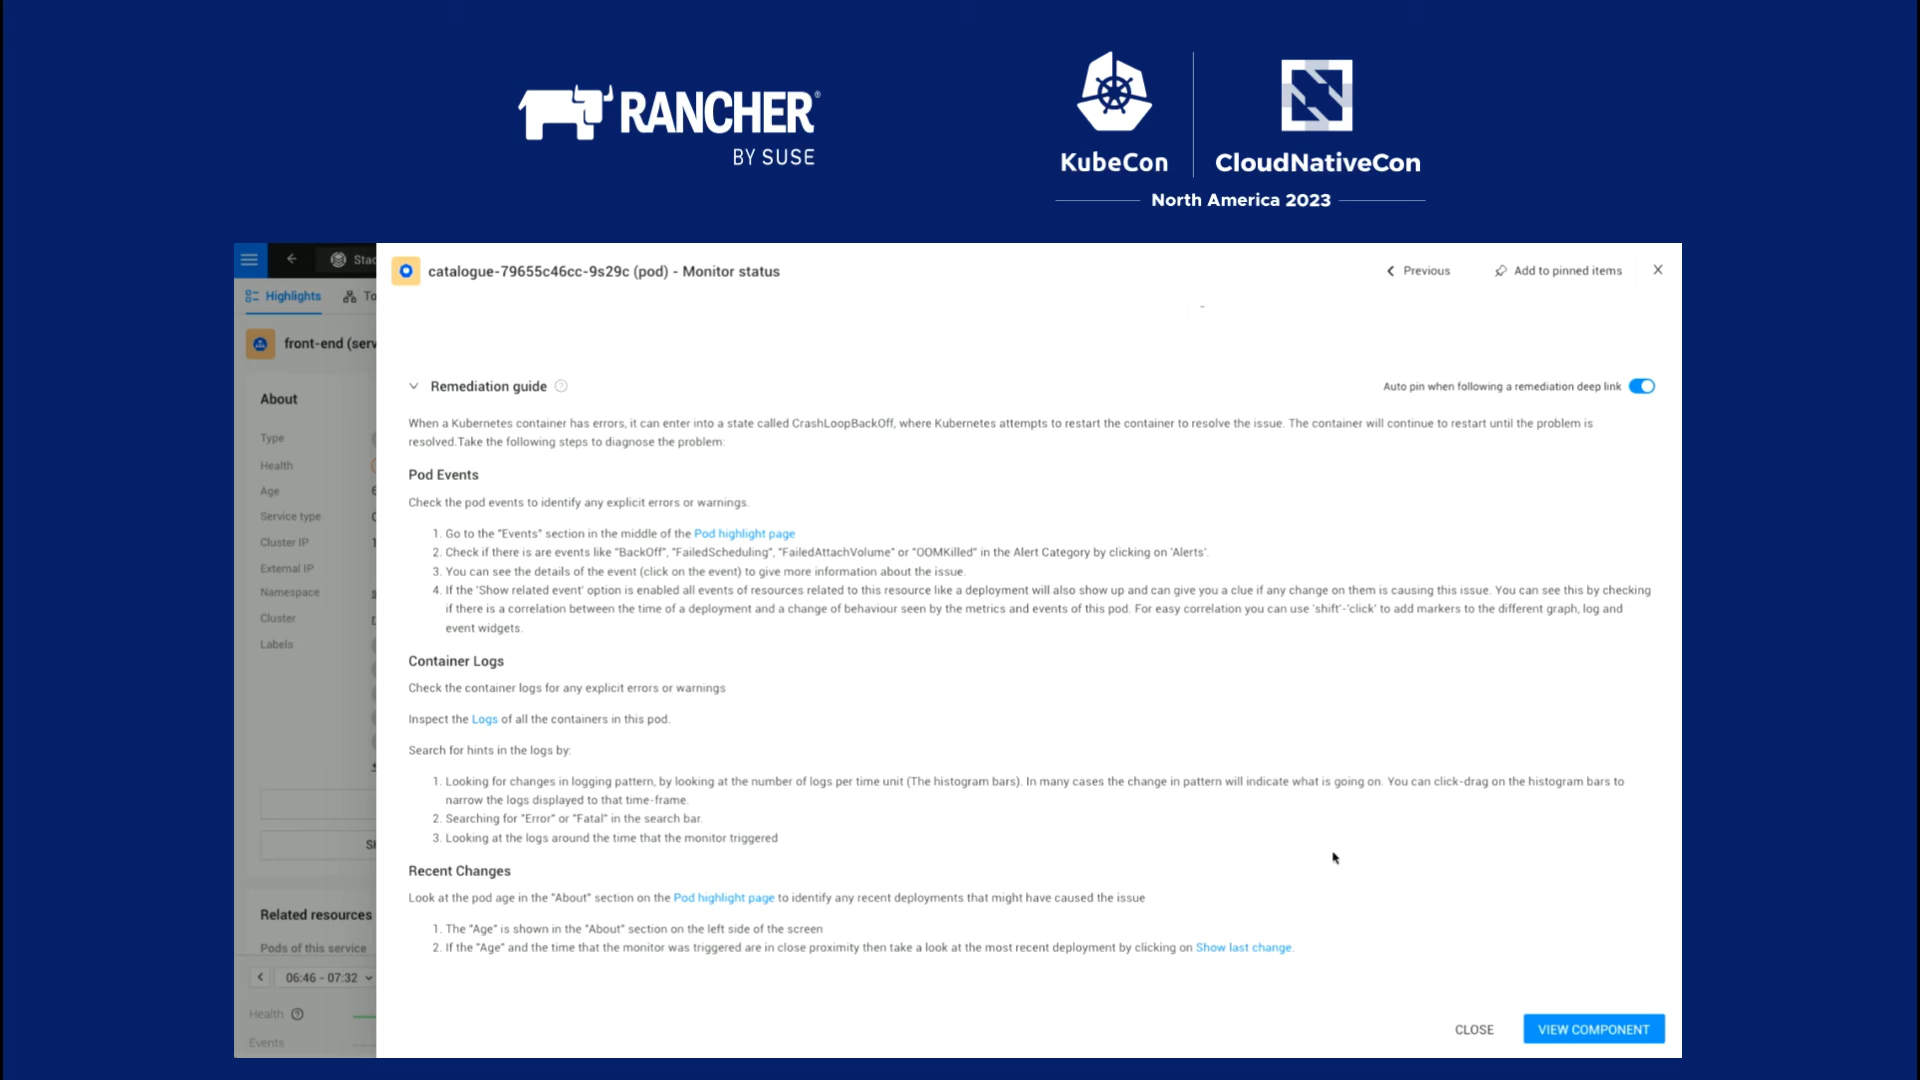 RANCHER®
BY SUSE
KubeCon
CloudNativeCon
North America 2023
Stac
catalogue-79655c46cc-9s29c (pod) - Monitor status
Previous
Add to pinned items
Highlights
To
front-end (serv
About
Type
Health
Age
Service type
Cluster IP
External IP
Namespace
Cluster
Labels
Related resources
Pods of this service
06:46 - 07:32
Health
Events
Remediation guide
Auto pin when following a remediation deep link
When a Kubernetes container has errors, it can enter into a state called CrashLoopBackOff, where Kubernetes attempts to restart the container to resolve the issue. The container will continue to restart until the problem is
resolved.Take the following steps to diagnose the problem:
Pod Events
Check the pod events to identify any explicit errors or warnings.
1. Go to the "Events" section in the middle of the Pod highlight page
2. Check if there is are events like "BackOff", "FailedScheduling", "FailedAttachVolume" or "OOMKilled" in the Alert Category by clicking on 'Alerts'.
3. You can see the details of the event (click on the event) to give more information about the issue.
4. If the 'Show related event' option is enabled all events of resources related to this resource like a deployment will also show up and can give you a clue if any change on them is causing this issue. You can see this by checking
if there is a correlation between the time of a deployment and a change of behaviour seen by the metrics and events of this pod. For easy correlation you can use 'shift'-'click' to add markers to the different graph, log and
event widgets.
Container Logs
Check the container logs for any explicit errors or warnings
Inspect the Logs of all the containers in this pod.
Search for hints in the logs by:
1. Looking for changes in logging pattern, by looking at the number of logs per time unit (The histogram bars). In many cases the change in pattern will indicate what is going on. You can click-drag on the histogram bars to
narrow the logs displayed to that time-frame.
2. Searching for "Error" or "Fatal" in the search bar.
3. Looking at the logs around the time that the monitor triggered
Recent Changes
Look at the pod age in the "About" section on the Pod highlight page to identify any recent deployments that might have caused the issue
1. The "Age" is shown in the "About" section on the left side of the screen
2. If the "Age" and the time that the monitor was triggered are in close proximity then take a look at the most recent deployment by clicking on Show last change.
CLOSE
VIEW COMPONENT